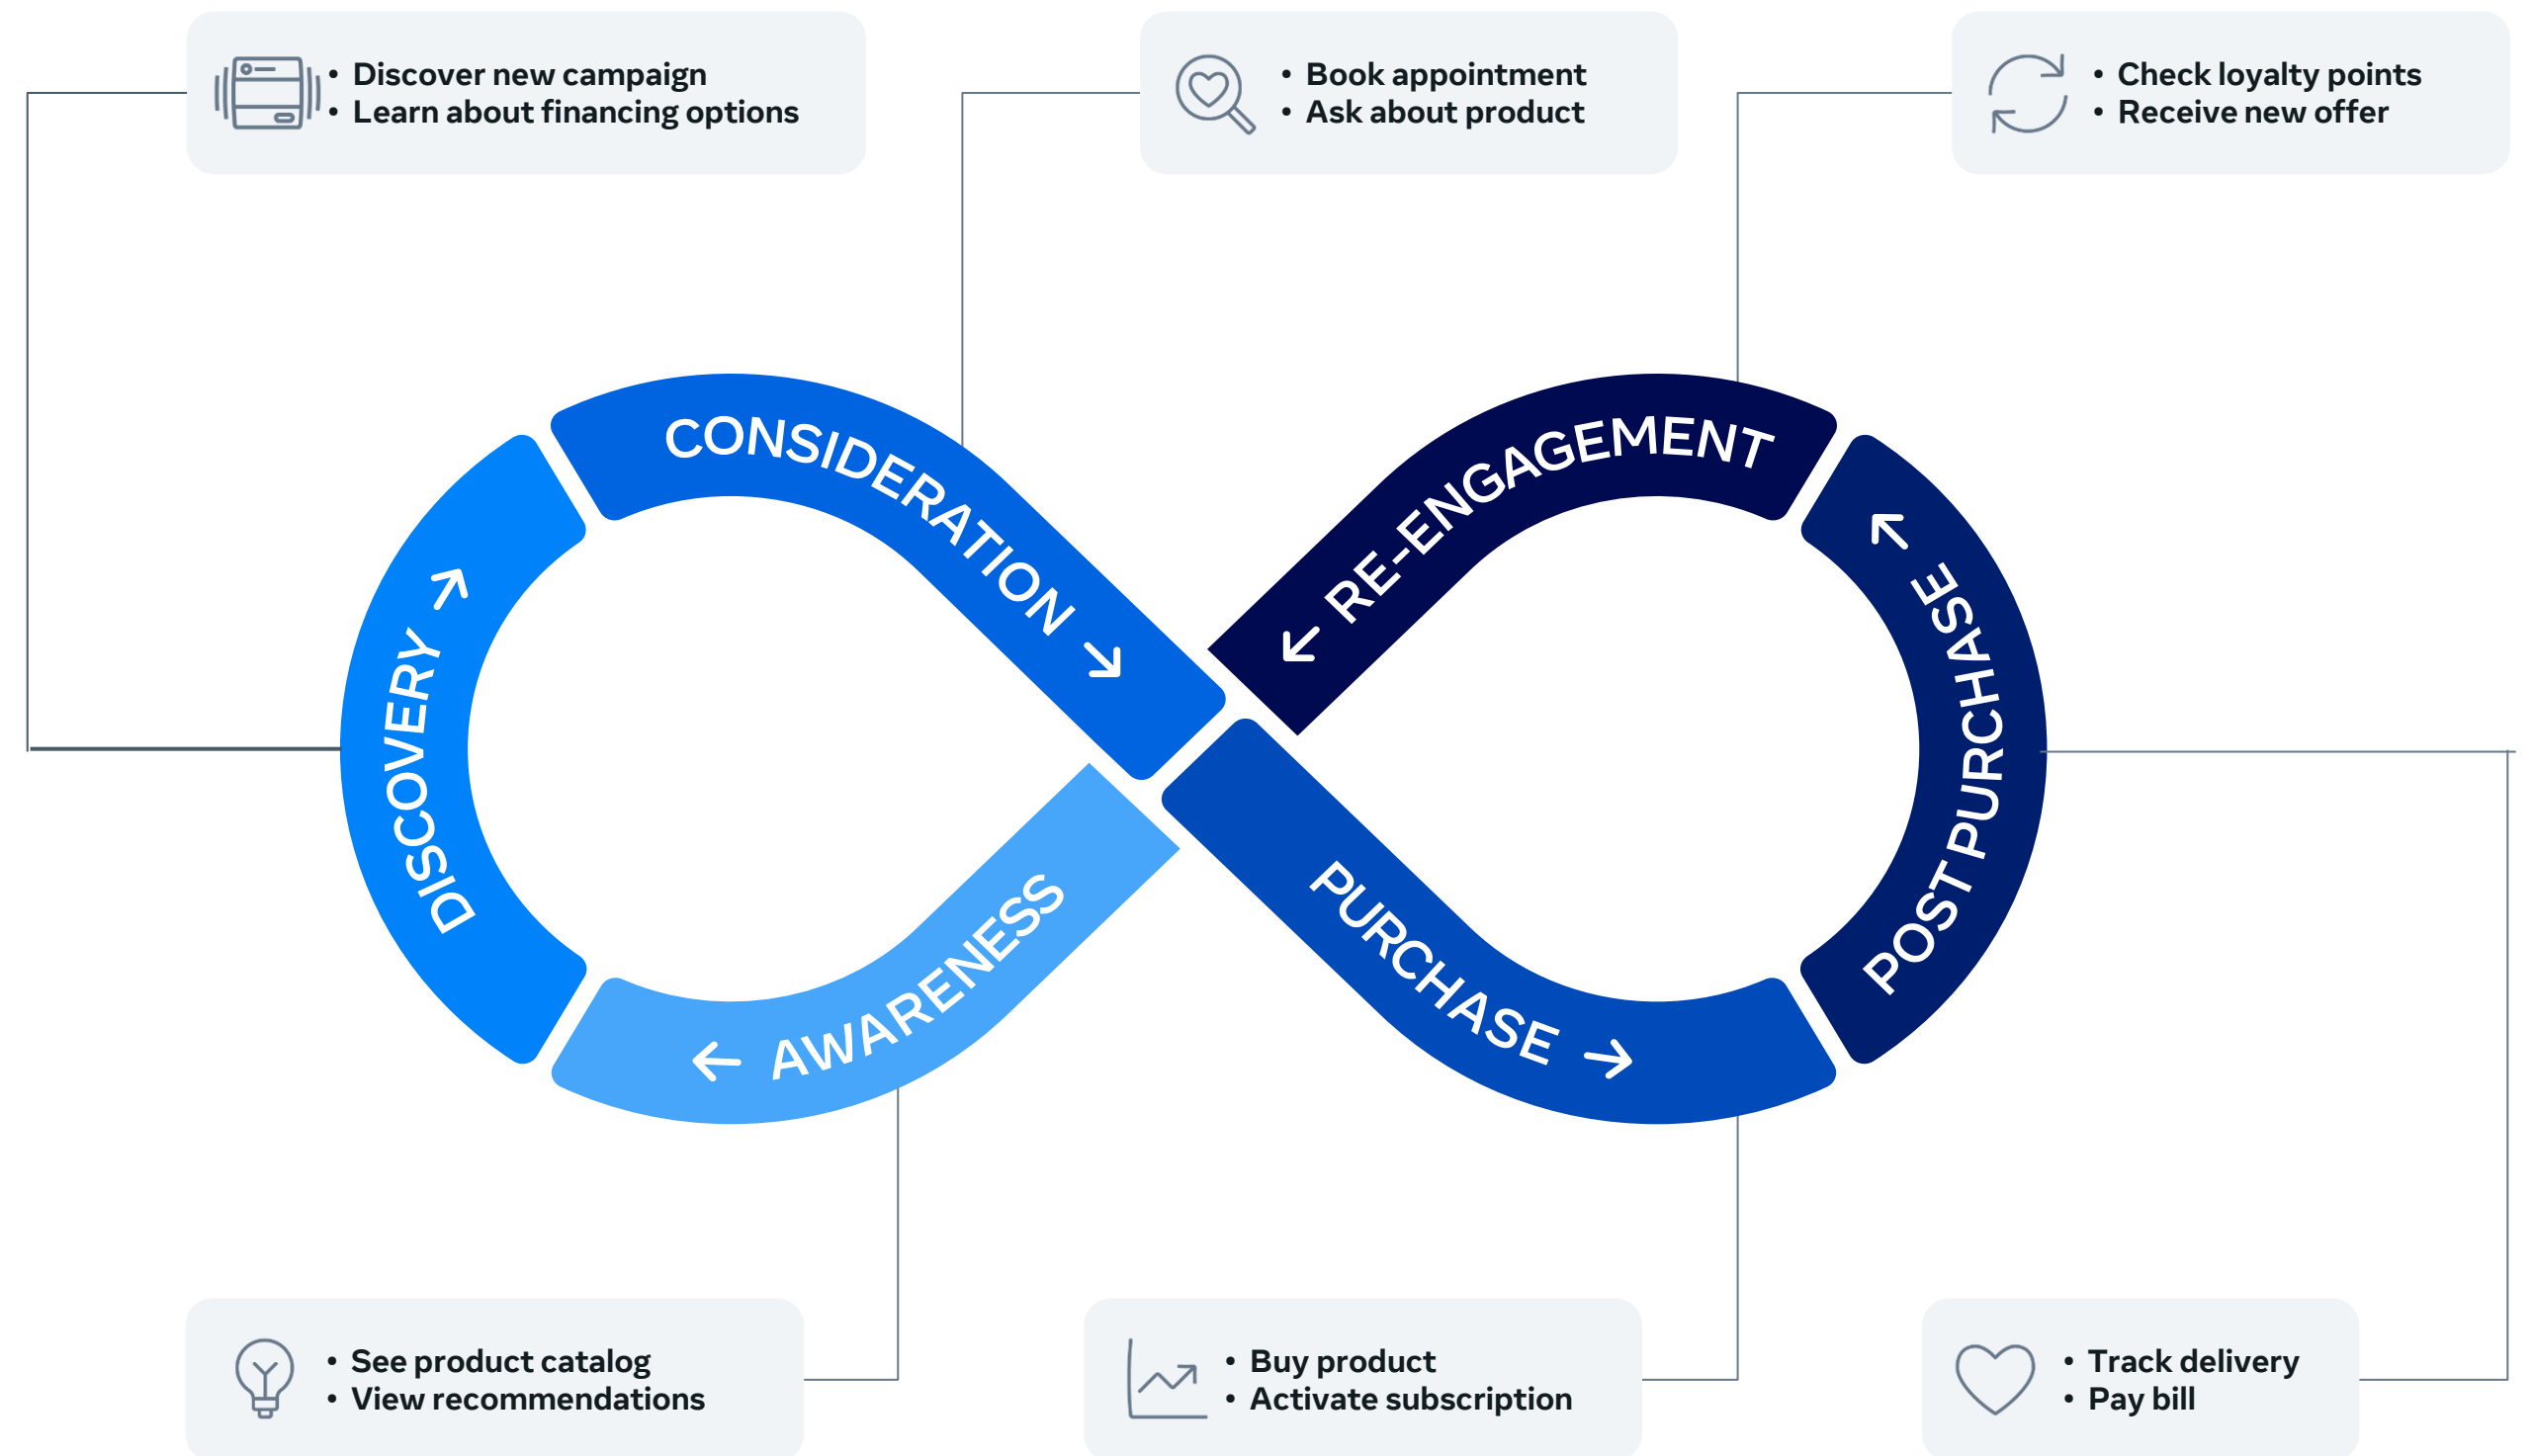 • Discover new campaign
• Learn about financing options
• Book appointment
• Ask about product
• Check loyalty points
• Receive new offer
CONSIDERATION →
← RE-ENGAGEMENT
DISCOVERY →
POST PURCHASE →
← AWARENESS
PURCHASE →
• See product catalog
• View recommendations
• Buy product
• Activate subscription
• Track delivery
• Pay bill